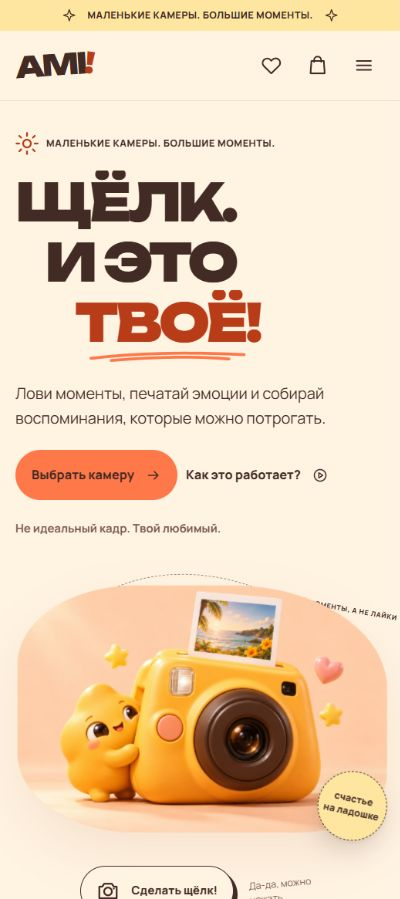 МАЛЕНЬКИЕ КАМЕРЫ. БОЛЬШИЕ МОМЕНТЫ.
AMI!
МАЛЕНЬКИЕ КАМЕРЫ. БОЛЬШИЕ МОМЕНТЫ.
ЩЁЛК.
И ЭТО
ТВОЁ!
Лови моменты, печатай эмоции и собирай
воспоминания, которые можно потрогать.
Выбрать камеру →
Как это работает?
Не идеальный кадр. Твой любимый.
А НЕ ЛАЙКИ
счастье
на ладошке
Сделать щёлк!
Да-да, можно